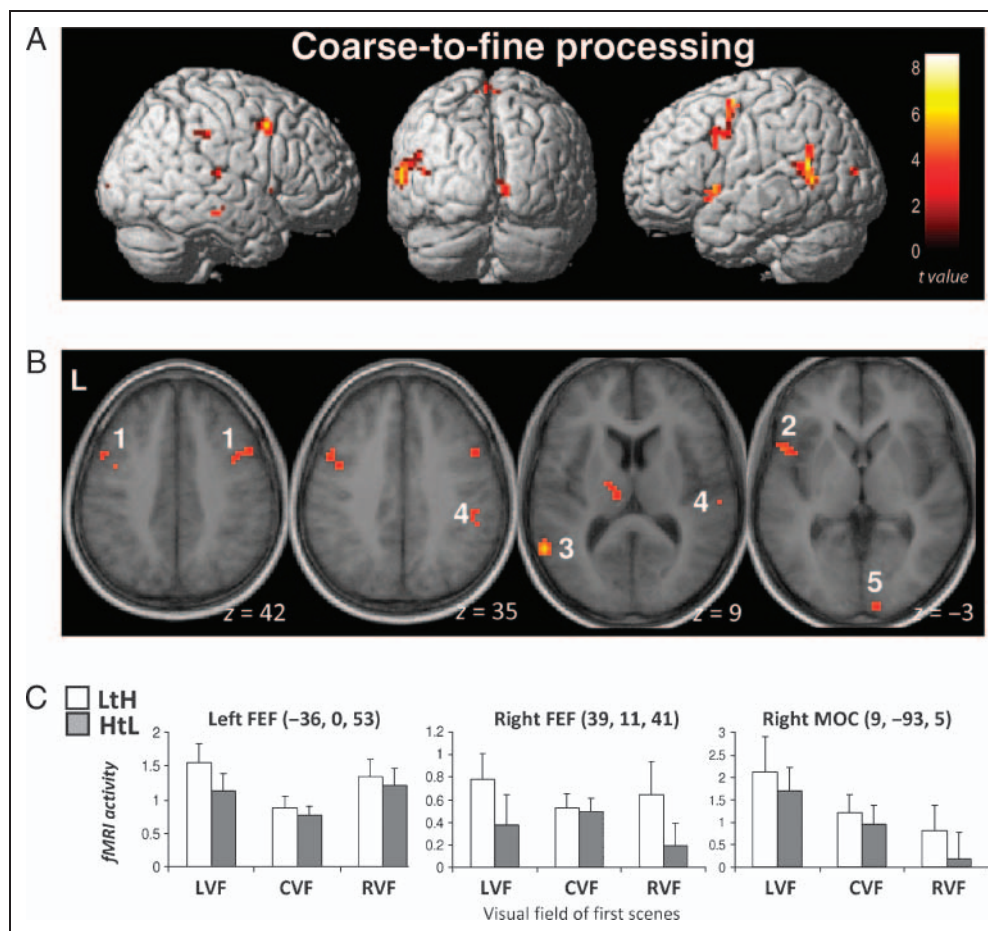 A
Coarse-to-fine processing
8
6
4
2
0
t value
B
L
1
1
4
3
4
2
5
z = 42
z = 35
z = 9
z = −3
C
LtH
HtL
Left FEF (−36, 0, 53)
Right FEF (39, 11, 41)
Right MOC (9, −93, 5)
fMRI activity
2
1.5
1
0.5
0
LVF
CVF
RVF
1.2
1
0.8
0.6
0.4
0.2
0
LVF
CVF
RVF
3
2.5
2
1.5
1
0.5
0
LVF
CVF
RVF
Visual field of first scenes